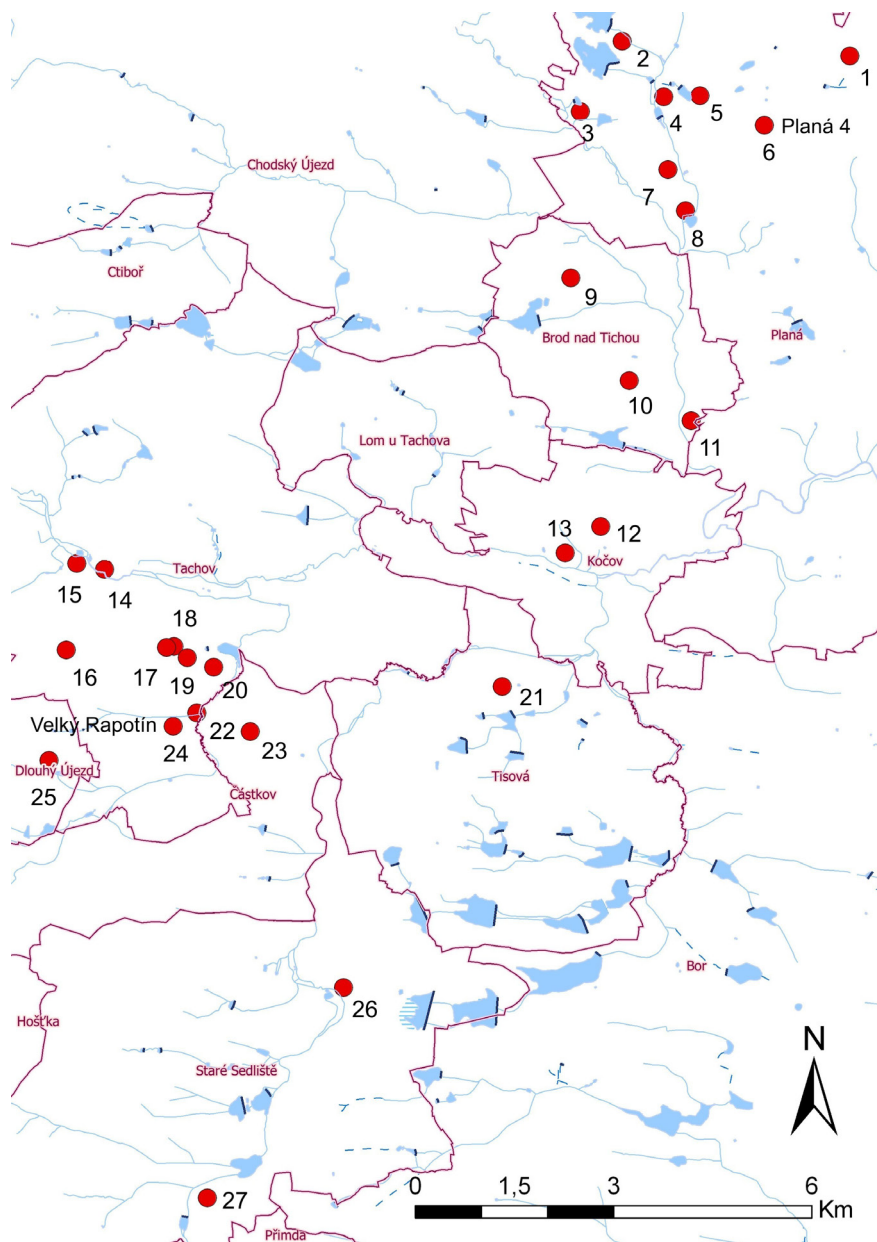 2
1
4
5
3
Planá 4
6
Chodský Újezd
7
8
Ctiboř
9
Brod nad Tichou
Planá
10
Lom u Tachova
11
12
13
Kočov
Tachov
15
14
18
16
17
19
20
21
Velký Rapotín
24
22
23
Dlouhý Újezd
25
Částkov
Tisová
Bor
26
Hošťka
N
Staré Sedliště
27
0
1,5
3
6
Km
Přimda